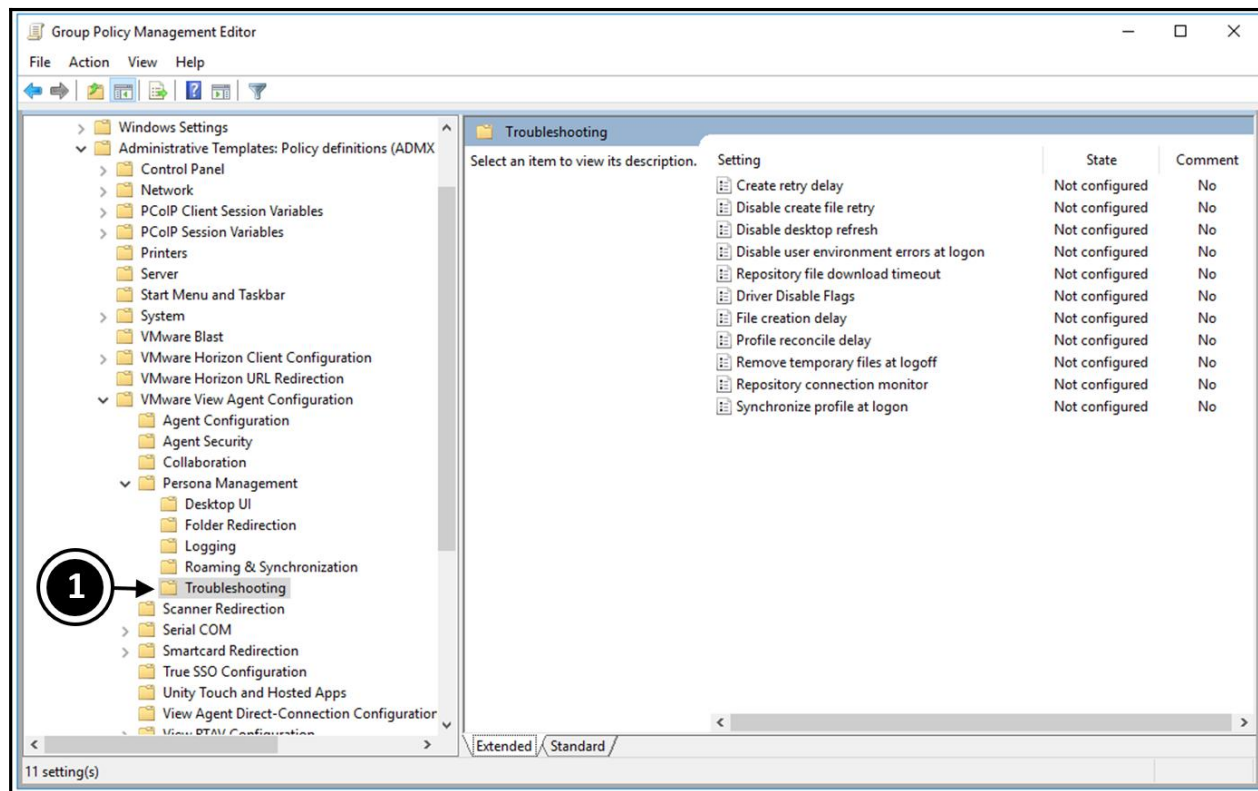 Group Policy Management Editor
File Action View Help
Windows Settings
Administrative Templates: Policy definitions (ADMX
Control Panel
Network
PCoIP Client Session Variables
PCoIP Session Variables
Printers
Server
Start Menu and Taskbar
System
VMware Blast
VMware Horizon Client Configuration
VMware Horizon URL Redirection
VMware View Agent Configuration
Agent Configuration
Agent Security
Collaboration
Persona Management
Desktop UI
Folder Redirection
Logging
Roaming & Synchronization
1 Troubleshooting
Scanner Redirection
Serial COM
Smartcard Redirection
True SSO Configuration
Unity Touch and Hosted Apps
View Agent Direct-Connection Configuration
View RTAV Configuration
Troubleshooting
Select an item to view its description.
Setting State Comment
Create retry delay Not configured No
Disable create file retry Not configured No
Disable desktop refresh Not configured No
Disable user environment errors at logon Not configured No
Repository file download timeout Not configured No
Driver Disable Flags Not configured No
File creation delay Not configured No
Profile reconcile delay Not configured No
Remove temporary files at logoff Not configured No
Repository connection monitor Not configured No
Synchronize profile at logon Not configured No
Extended Standard
11 setting(s)